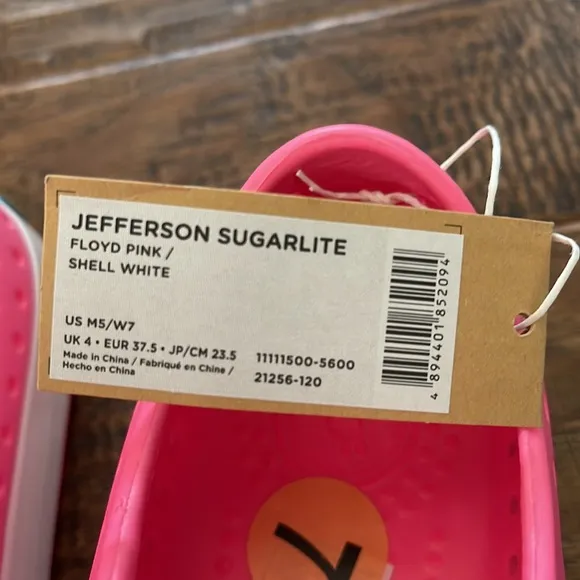 JEFFERSON SUGARLITE
FLOYD PINK /
SHELL WHITE
US M5/W7
UK 4 • EUR 37.5 • JP/CM 23.5
Made in China / Fabriqué en Chine /
Hecho en China
11111500-5600
21256-120
4 894401 852094
7